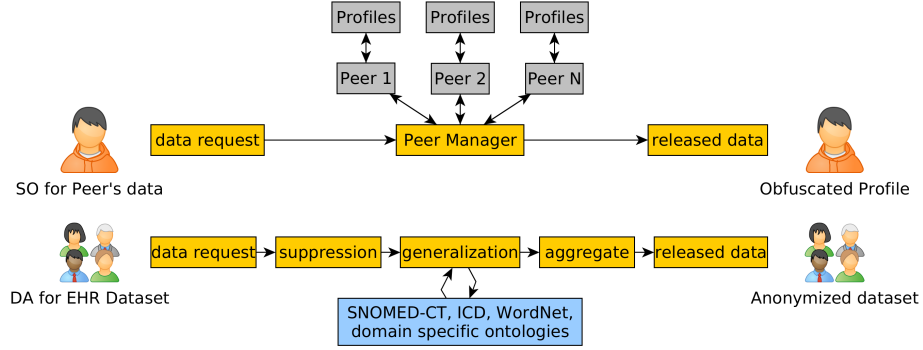 Profiles
Profiles
Profiles
Peer 1
Peer 2
Peer N
data request
Peer Manager
released data
SO for Peer's data
Obfuscated Profile
data request
suppression
generalization
aggregate
released data
DA for EHR Dataset
Anonymized dataset
SNOMED-CT, ICD, WordNet,
domain specific ontologies